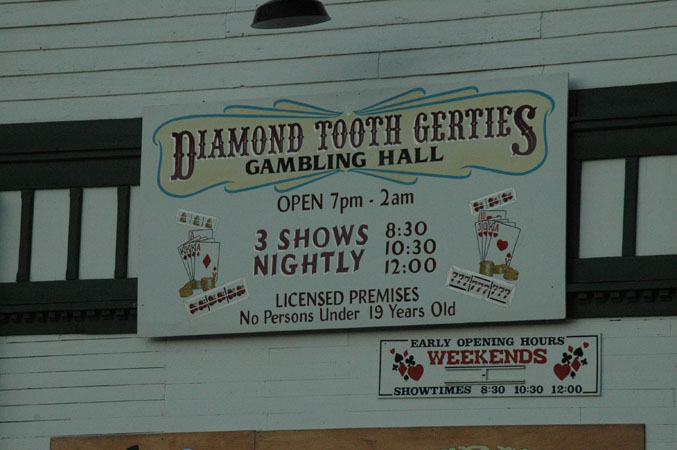 DIAMOND TOOTH GERTIES
GAMBLING HALL
OPEN 7pm - 2am
3 SHOWS
NIGHTLY
8:30
10:30
12:00
LICENSED PREMISES
No Persons Under 19 Years Old
EARLY OPENING HOURS
WEEKENDS
SHOWTIMES 8:30 10:30 12:00